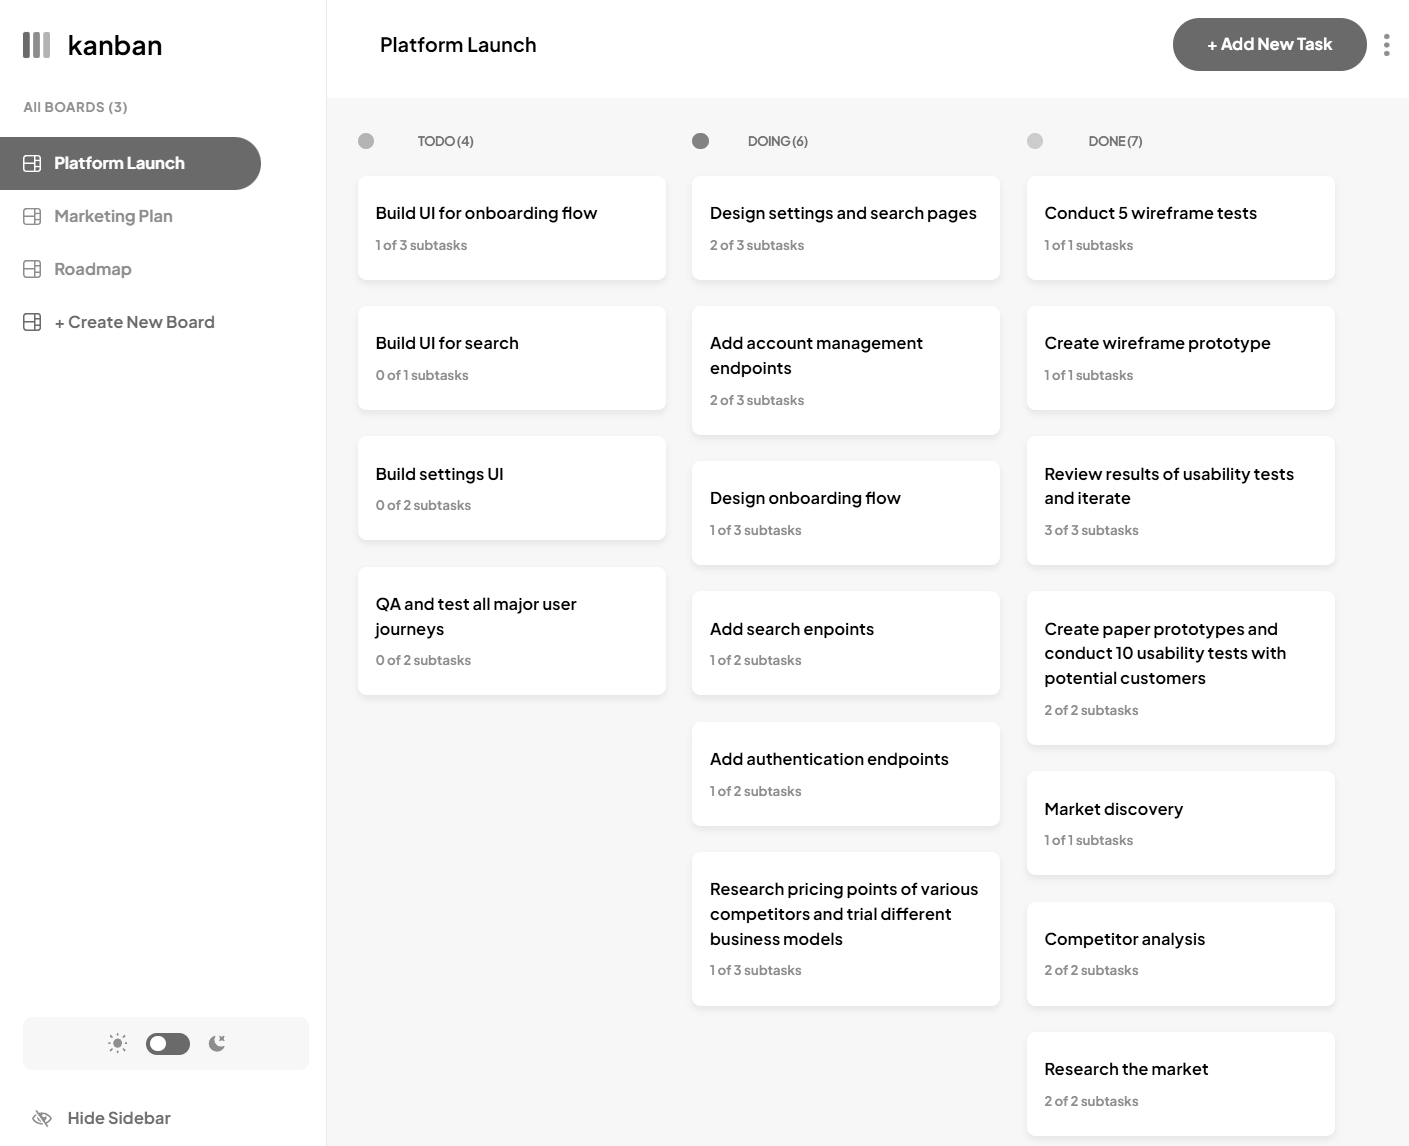 kanban
All BOARDS (3)
Platform Launch
Marketing Plan
Roadmap
+ Create New Board
Hide Sidebar
Platform Launch
+ Add New Task
TODO (4)
Build UI for onboarding flow
1 of 3 subtasks
Build UI for search
0 of 1 subtasks
Build settings UI
0 of 2 subtasks
QA and test all major user
journeys
0 of 2 subtasks
DOING (6)
Design settings and search pages
2 of 3 subtasks
Add account management
endpoints
2 of 3 subtasks
Design onboarding flow
1 of 3 subtasks
Add search enpoints
1 of 2 subtasks
Add authentication endpoints
1 of 2 subtasks
Research pricing points of various
competitors and trial different
business models
1 of 3 subtasks
DONE (7)
Conduct 5 wireframe tests
1 of 1 subtasks
Create wireframe prototype
1 of 1 subtasks
Review results of usability tests
and iterate
3 of 3 subtasks
Create paper prototypes and
conduct 10 usability tests with
potential customers
2 of 2 subtasks
Market discovery
1 of 1 subtasks
Competitor analysis
2 of 2 subtasks
Research the market
2 of 2 subtasks